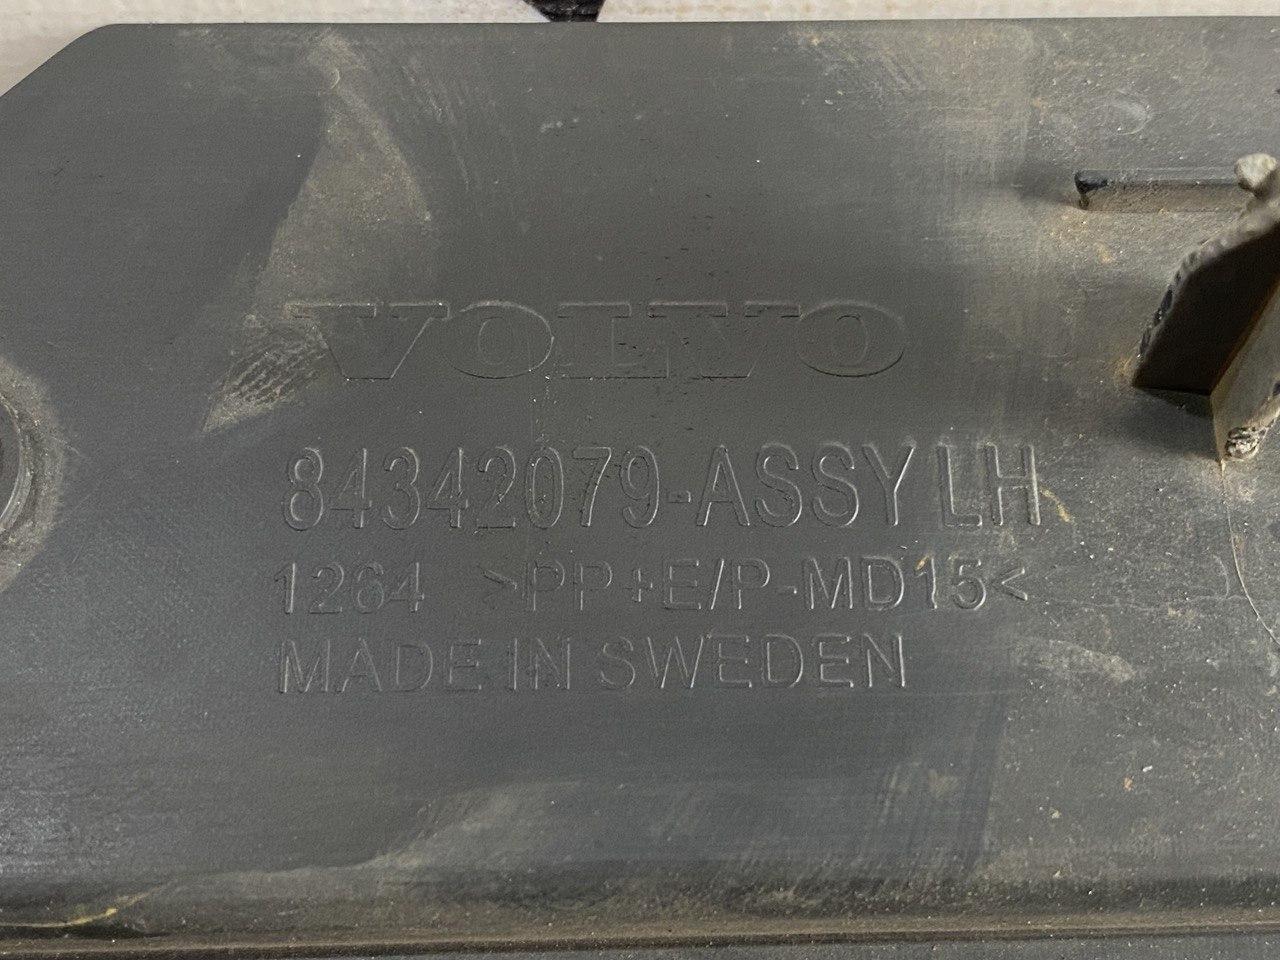 VOLVO
84342079-ASSY LH
1264 >PP+E/P-MD15<
MADE IN SWEDEN